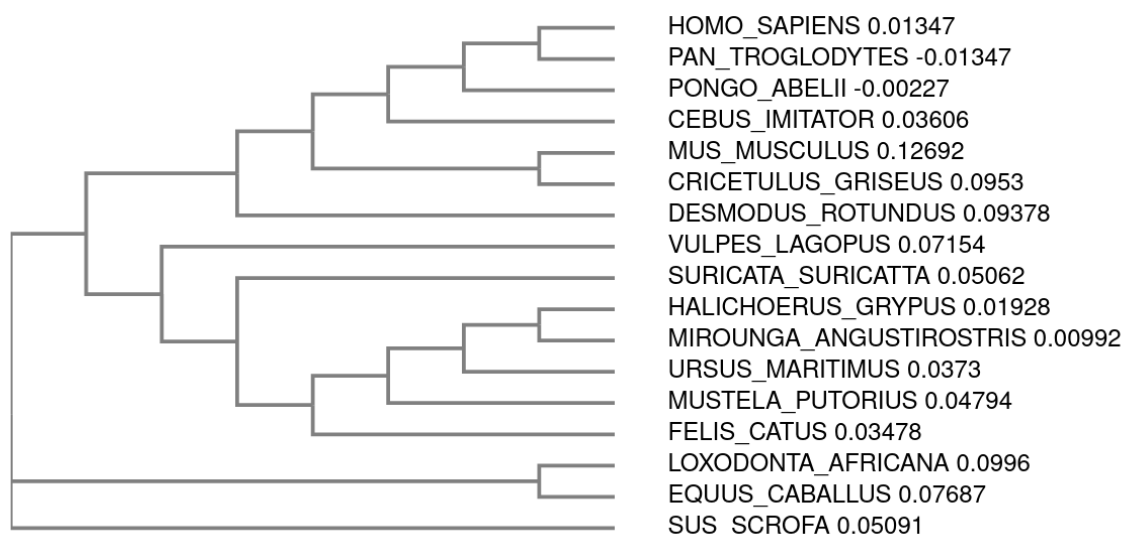 HOMO_SAPIENS 0.01347
PAN_TROGLODYTES -0.01347
PONGO_ABELII -0.00227
CEBUS_IMITATOR 0.03606
MUS_MUSCULUS 0.12692
CRICETULUS_GRISEUS 0.0953
DESMODUS_ROTUNDUS 0.09378
VULPES_LAGOPUS 0.07154
SURICATA_SURICATTA 0.05062
HALICHOERUS_GRYPUS 0.01928
MIROUNGA_ANGUSTIROSTRIS 0.00992
URSUS_MARITIMUS 0.0373
MUSTELA_PUTORIUS 0.04794
FELIS_CATUS 0.03478
LOXODONTA_AFRICANA 0.0996
EQUUS_CABALLUS 0.07687
SUS_SCROFA 0.05091